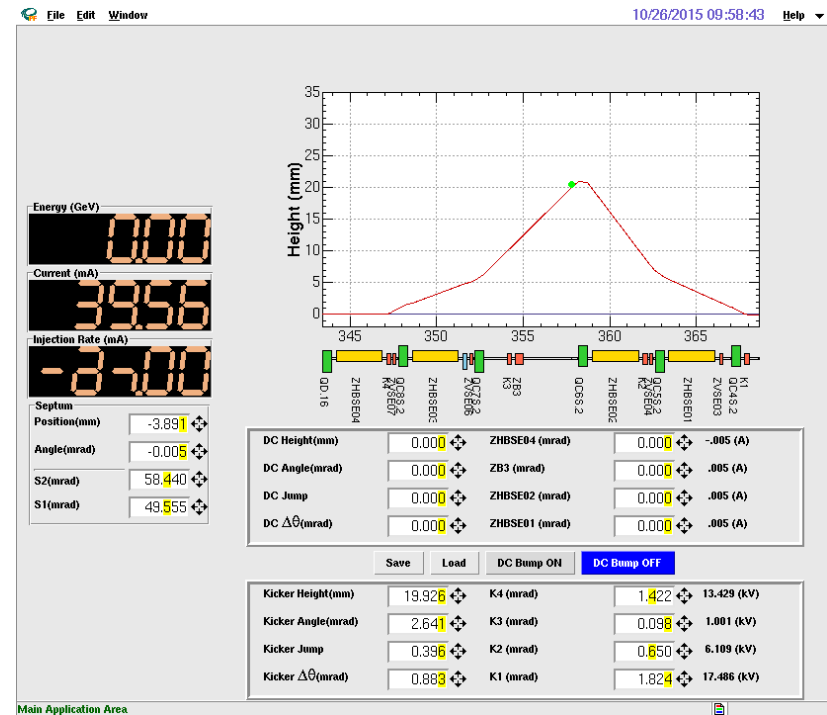 File Edit Window 10/26/2015 09:58:43 Help
35
30
25
20
15
10
5
0
Height (mm)
345 350 355 360 365
QD.16 ZHBSE04 K4 ZVSE07 QC8S.2 ZHBSE03 ZVSE06 QC7S.2 K3 ZB3 QC6S.2 ZHBSE02 K2 ZVSE04 QC5S.2 ZHBSE01 ZVSE03 QC4S.2 K1
Energy (GeV)
0.00
Current (mA)
39.56
Injection Rate (mA)
Septum
Position(mm) -3.891
Angle(mrad) -0.005
S2(mrad) 58.440
S1(mrad) 49.555
DC Height(mm) 0.000 ZHBSE04 (mrad) 0.000 -.005 (A)
DC Angle(mrad) 0.000 ZB3 (mrad) 0.000 .005 (A)
DC Jump 0.000 ZHBSE02 (mrad) 0.000 .005 (A)
DC Δθ(mrad) 0.000 ZHBSE01 (mrad) 0.000 .005 (A)
Save Load DC Bump ON DC Bump OFF
Kicker Height(mm) 19.926 K4 (mrad) 1.422 13.429 (kV)
Kicker Angle(mrad) 2.641 K3 (mrad) 0.098 1.001 (kV)
Kicker Jump 0.396 K2 (mrad) 0.650 6.109 (kV)
Kicker Δθ(mrad) 0.883 K1 (mrad) 1.824 17.486 (kV)
Main Application Area